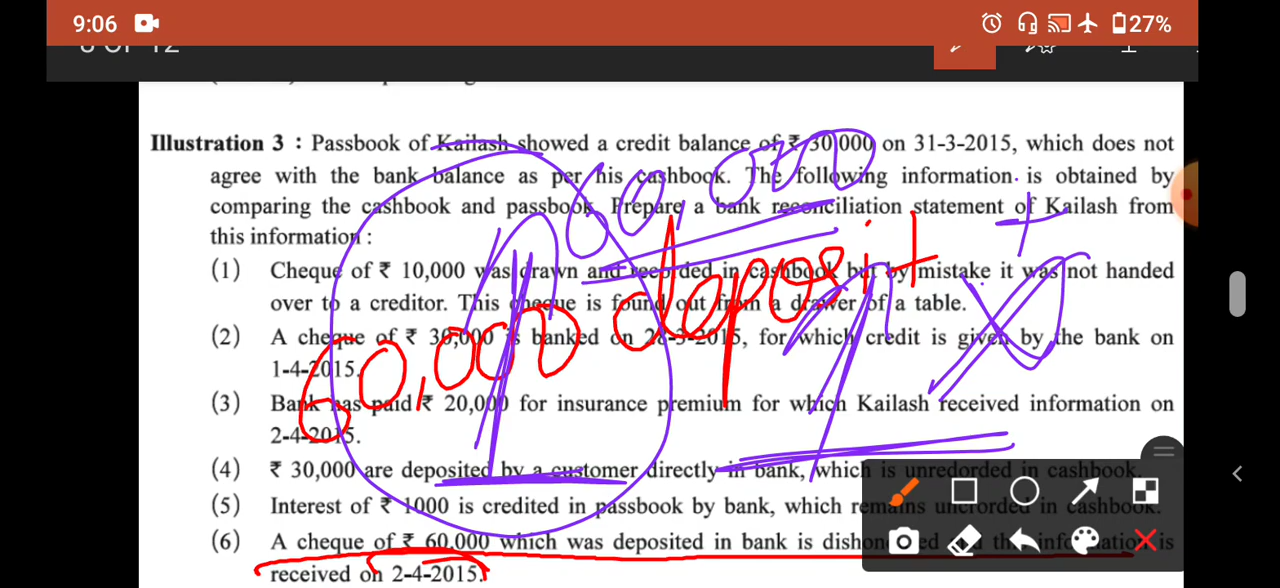 9:06 27%
8 OF 12
Illustration 3 : Passbook of Kailash showed a credit balance of ₹ 30,000 on 31-3-2015, which does not
agree with the bank balance as per his cashbook. The following information is obtained by
comparing the cashbook and passbook. Prepare a bank reconciliation statement of Kailash from
this information :
(1) Cheque of ₹ 10,000 was drawn and recorded in cashbook but by mistake it was not handed
over to a creditor. This cheque is found out from a drawer of a table.
(2) A cheque of ₹ 30,000 is banked on 28-3-2015, for which credit is given by the bank on
1-4-2015.
(3) Bank has paid ₹ 20,000 for insurance premium for which Kailash received information on
2-4-2015.
(4) ₹ 30,000 are deposited by a customer directly in bank, which is unredorded in cashbook.
(5) Interest of ₹ 1000 is credited in passbook by bank, which remains uncrorded in cashbook.
(6) A cheque of ₹ 60,000 which was deposited in bank is dishonoured and this information is
received on 2-4-2015.
60,000
60,000 deposit
+